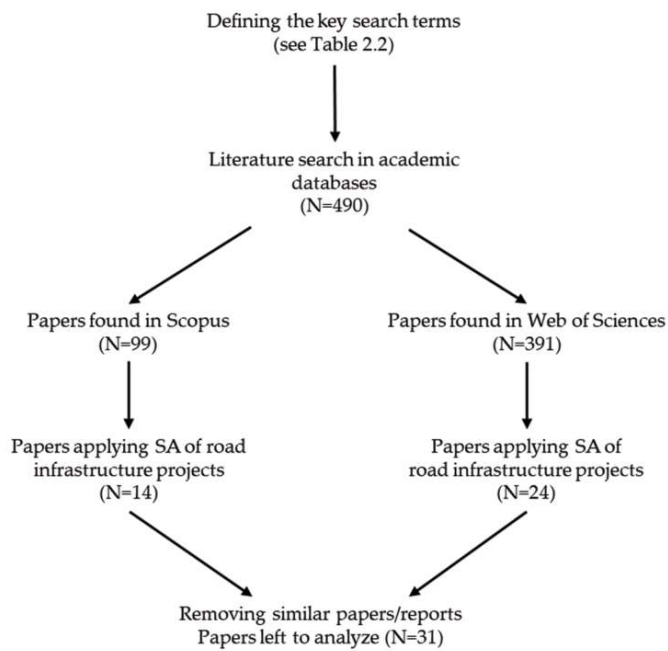 Defining the key search terms
(see Table 2.2)
Literature search in academic
databases
(N=490)
Papers found in Scopus
(N=99)
Papers found in Web of Sciences
(N=391)
Papers applying SA of road
infrastructure projects
(N=14)
Papers applying SA of
road infrastructure projects
(N=24)
Removing similar papers/reports
Papers left to analyze (N=31)